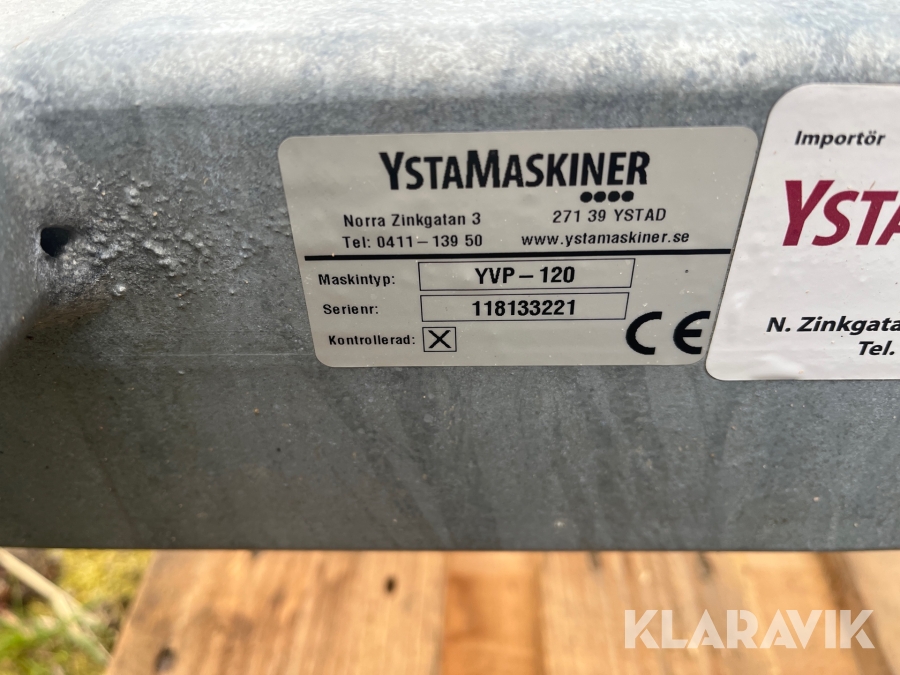 YSTAMASKINER
Norra Zinkgatan 3
271 39 YSTAD
Tel: 0411-139 50
www.ystamaskiner.se
Maskintyp:
YVP-120
Serienr:
118133221
Kontrollerad:
X
CE
Importör
YSTA
N. Zinkgata
Tel.
KLARAVIK